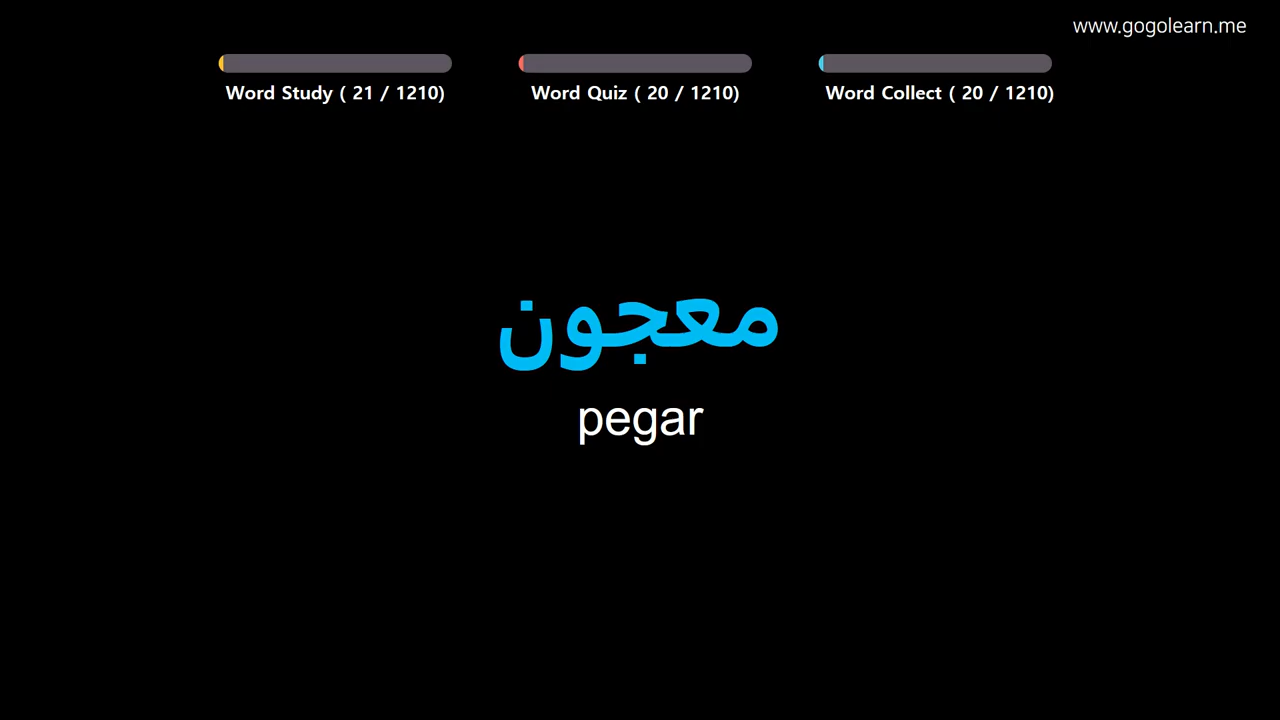 www.gogolearn.me
Word Study ( 21 / 1210)
Word Quiz ( 20 / 1210)
Word Collect ( 20 / 1210)
معجون
pegar